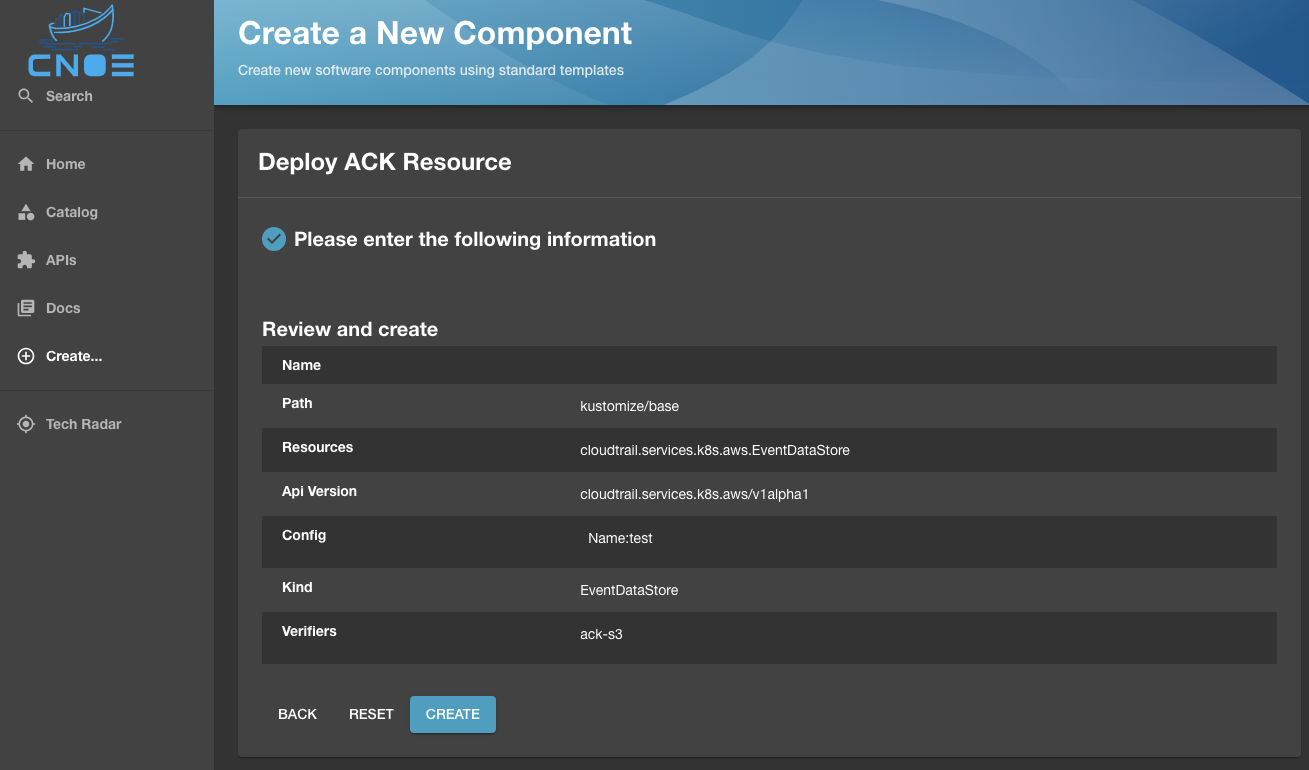 CNOE
Search
Home
Catalog
APIs
Docs
Create...
Tech Radar
Create a New Component
Create new software components using standard templates
Deploy ACK Resource
Please enter the following information
Review and create
Name
Path kustomize/base
Resources cloudtrail.services.k8s.aws.EventDataStore
Api Version cloudtrail.services.k8s.aws/v1alpha1
Config Name:test
Kind EventDataStore
Verifiers ack-s3
BACK RESET CREATE